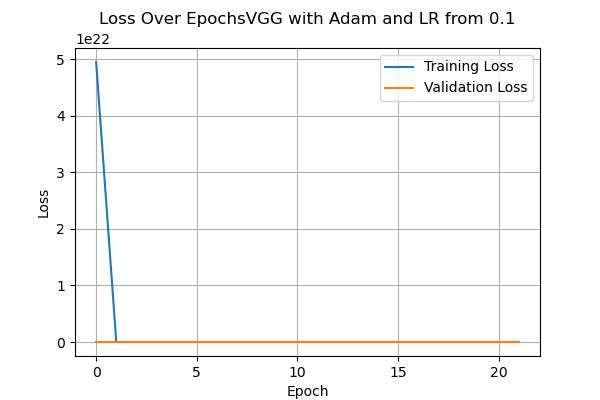 Loss Over EpochsVGG with Adam and LR from 0.1
1e22
5
4
3
2
1
0
Loss
Training Loss
Validation Loss
0 5 10 15 20
Epoch